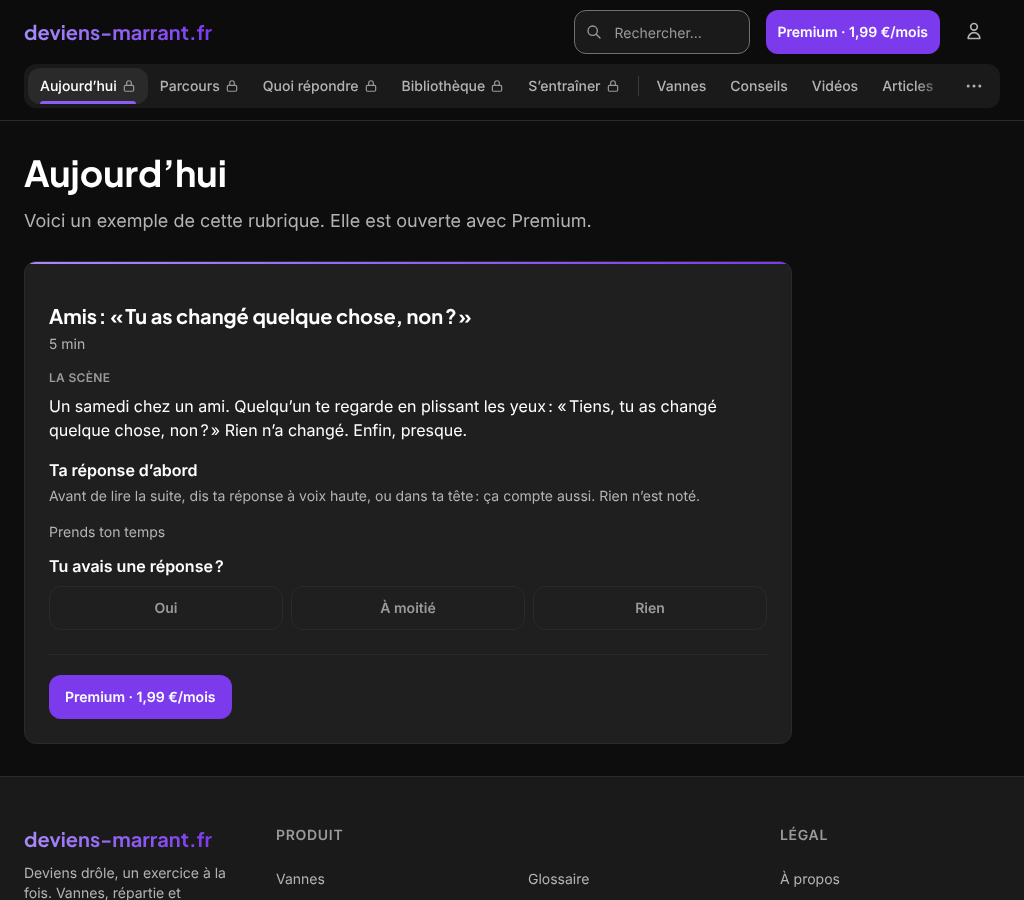 deviens-marrant.fr
Rechercher...
Premium · 1,99 €/mois
Aujourd’hui
Parcours
Quoi répondre
Bibliothèque
S’entraîner
Vannes
Conseils
Vidéos
Articles
Aujourd’hui
Voici un exemple de cette rubrique. Elle est ouverte avec Premium.
Amis : « Tu as changé quelque chose, non ? »
5 min
LA SCÈNE
Un samedi chez un ami. Quelqu’un te regarde en plissant les yeux : « Tiens, tu as changé
quelque chose, non ? » Rien n’a changé. Enfin, presque.
Ta réponse d’abord
Avant de lire la suite, dis ta réponse à voix haute, ou dans ta tête : ça compte aussi. Rien n’est noté.
Prends ton temps
Tu avais une réponse ?
Oui
À moitié
Rien
Premium · 1,99 €/mois
deviens-marrant.fr
Deviens drôle, un exercice à la
fois. Vannes, répartie et
PRODUIT
Vannes
Glossaire
LÉGAL
À propos